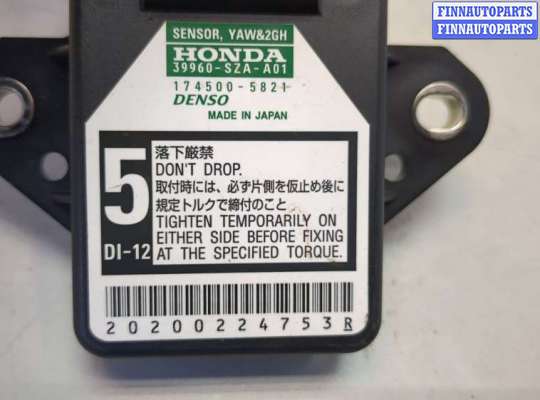 FINNAUTOPARTS
FINNAUTOPARTS
SENSOR, YAW&2GH
HONDA
39960-SZA-A01
174500-5821
DENSO
MADE IN JAPAN
5
DI-12
落下厳禁
DON'T DROP.
取付時には、必ず片側を仮止め後に
規定トルクで締付のこと
TIGHTEN TEMPORARILY ON
EITHER SIDE BEFORE FIXING
AT THE SPECIFIED TORQUE.
20200224753R